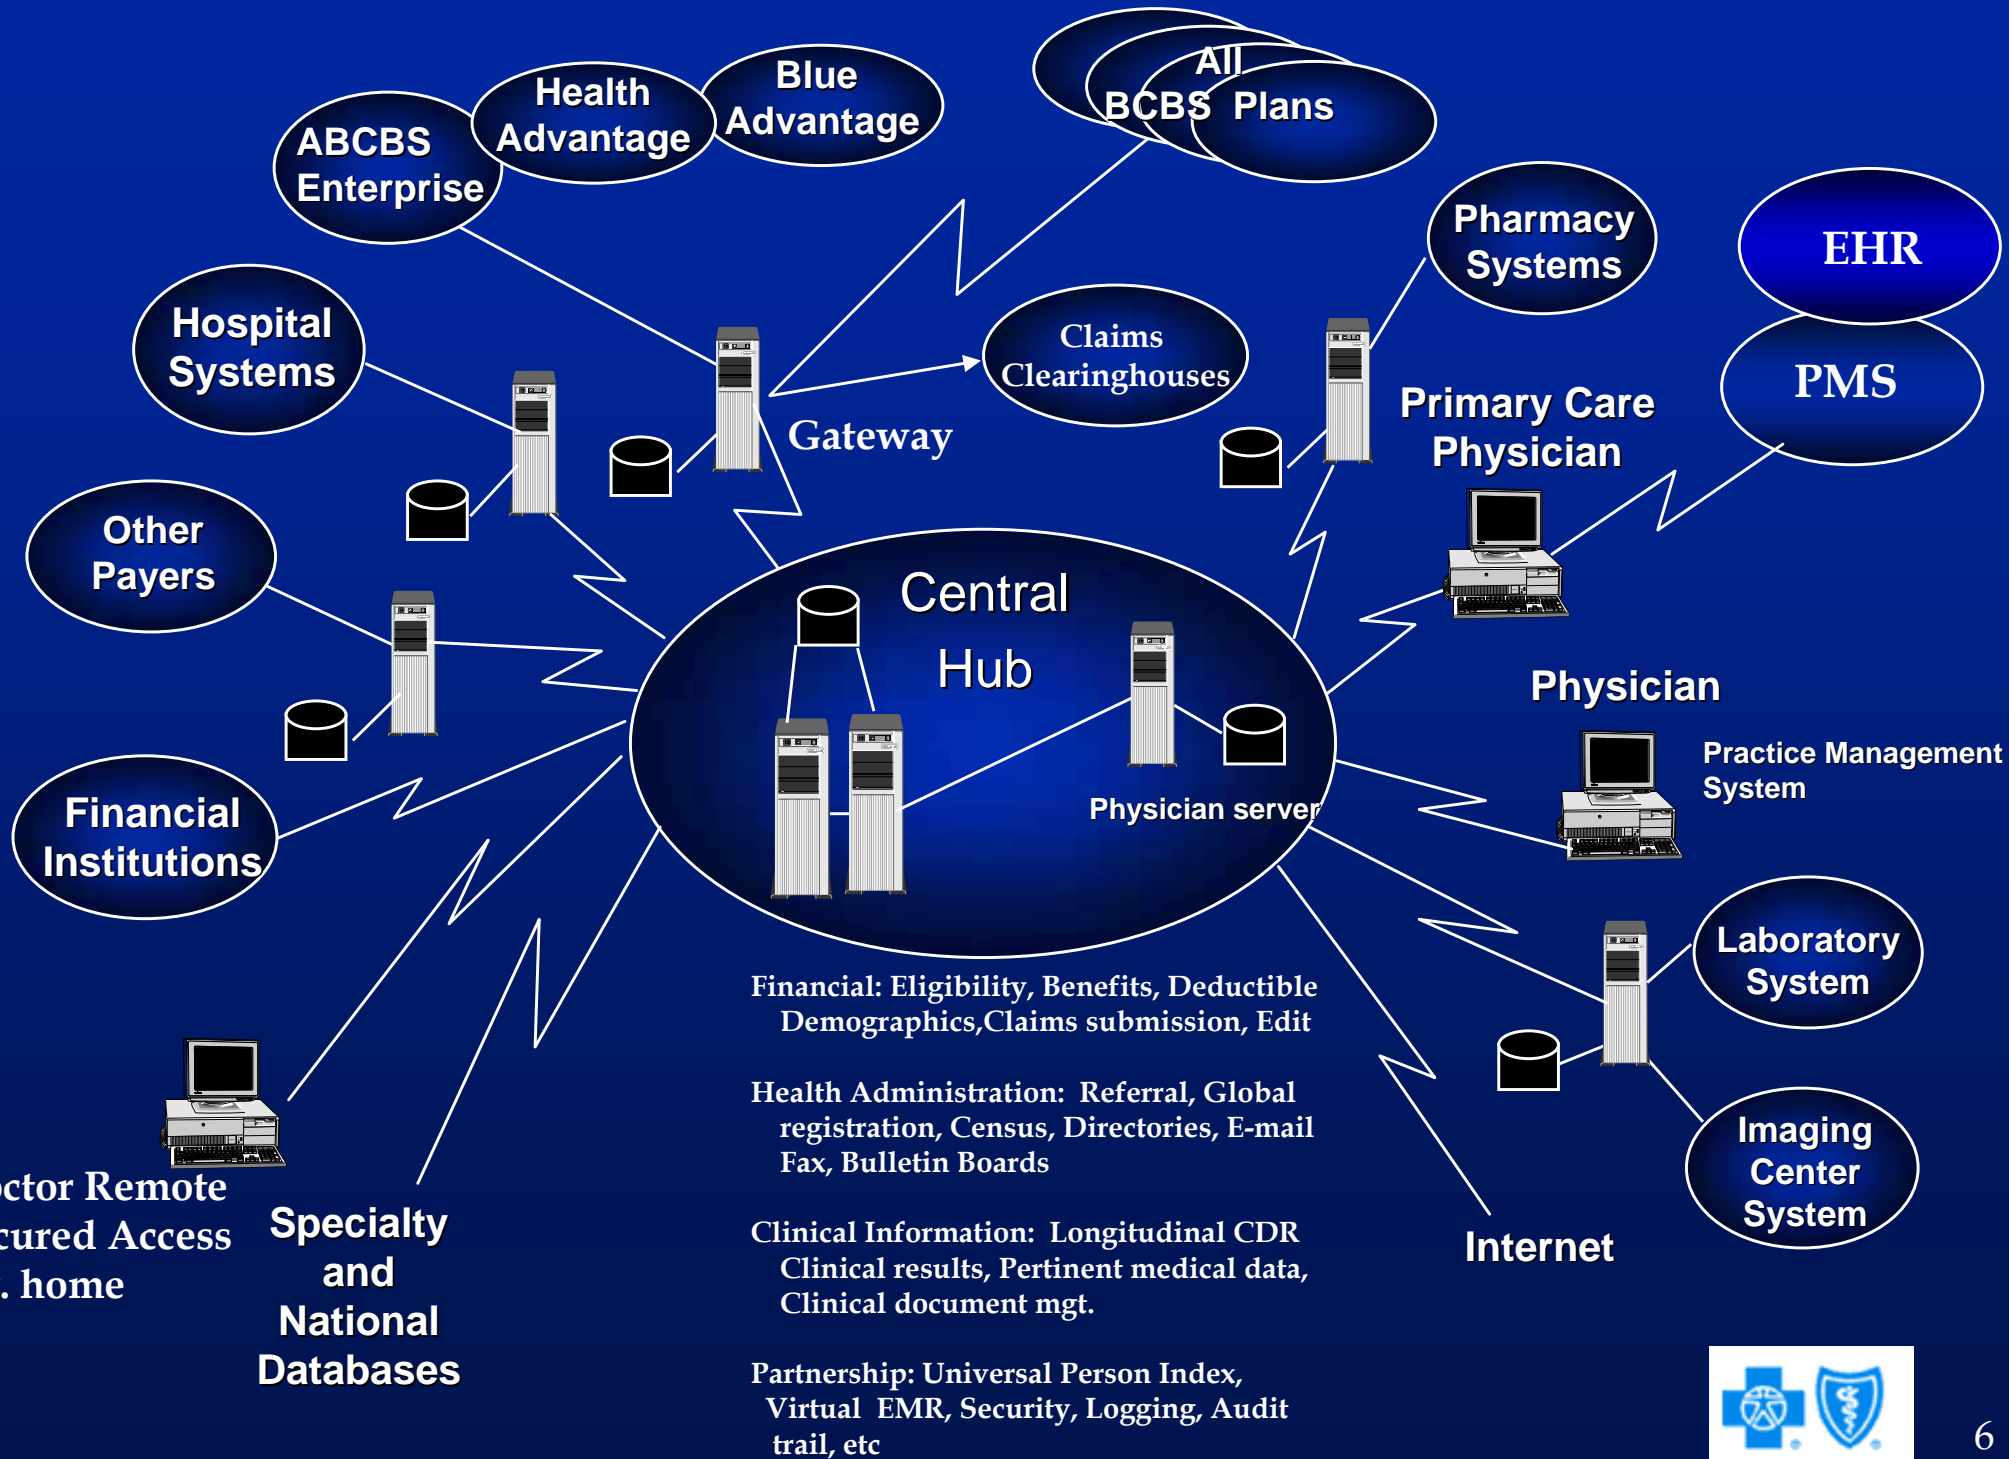 All
BCBS Plans
Blue
Advantage
Health
Advantage
ABCBS
Enterprise
Pharmacy
Systems
EHR
Hospital
Systems
Claims
Clearinghouses
PMS
Primary Care
Physician
Gateway
Other
Payers
Central
Hub
Physician
Practice Management
System
Physician server
Financial
Institutions
Laboratory
System
Financial: Eligibility, Benefits, Deductible
Demographics,Claims submission, Edit
Health Administration: Referral, Global
registration, Census, Directories, E-mail
Fax, Bulletin Boards
Imaging
Center
System
Remote
Access
home
Specialty
and
National
Databases
Internet
Clinical Information: Longitudinal CDR
Clinical results, Pertinent medical data,
Clinical document mgt.
Partnership: Universal Person Index,
Virtual EMR, Security, Logging, Audit
trail, etc
6